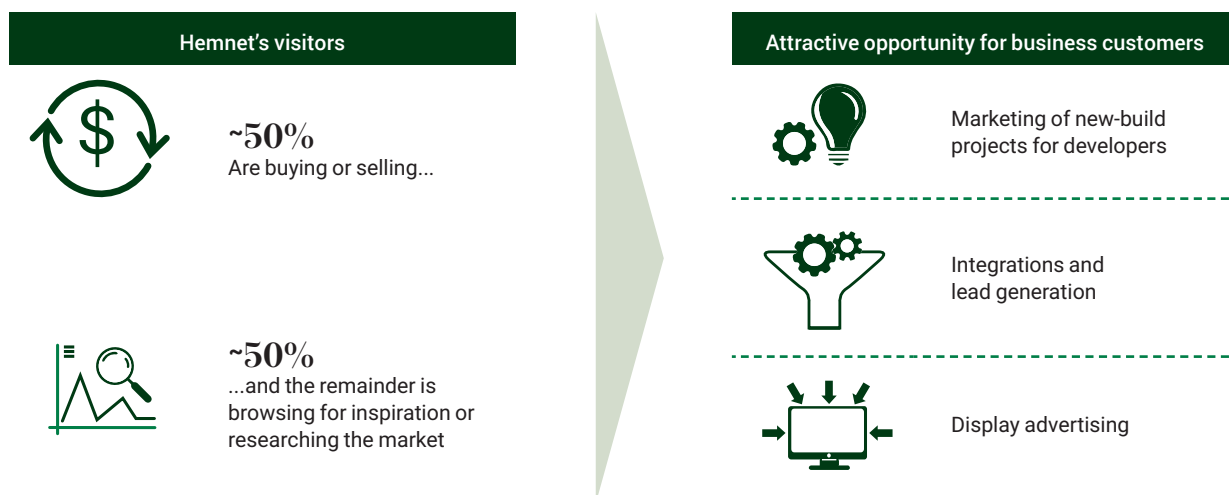 Hemnet's visitors
$
~50%
Are buying or selling...
~50%
...and the remainder is
browsing for inspiration or
researching the market
Attractive opportunity for business customers
Marketing of new-build
projects for developers
Integrations and
lead generation
Display advertising